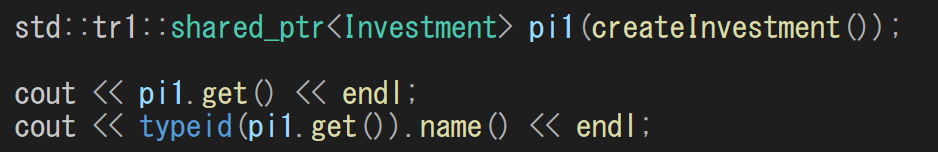 std::tr1::shared_ptr<Investment> pi1(createInvestment());
cout << pi1.get() << endl;
cout << typeid(pi1.get()).name() << endl;